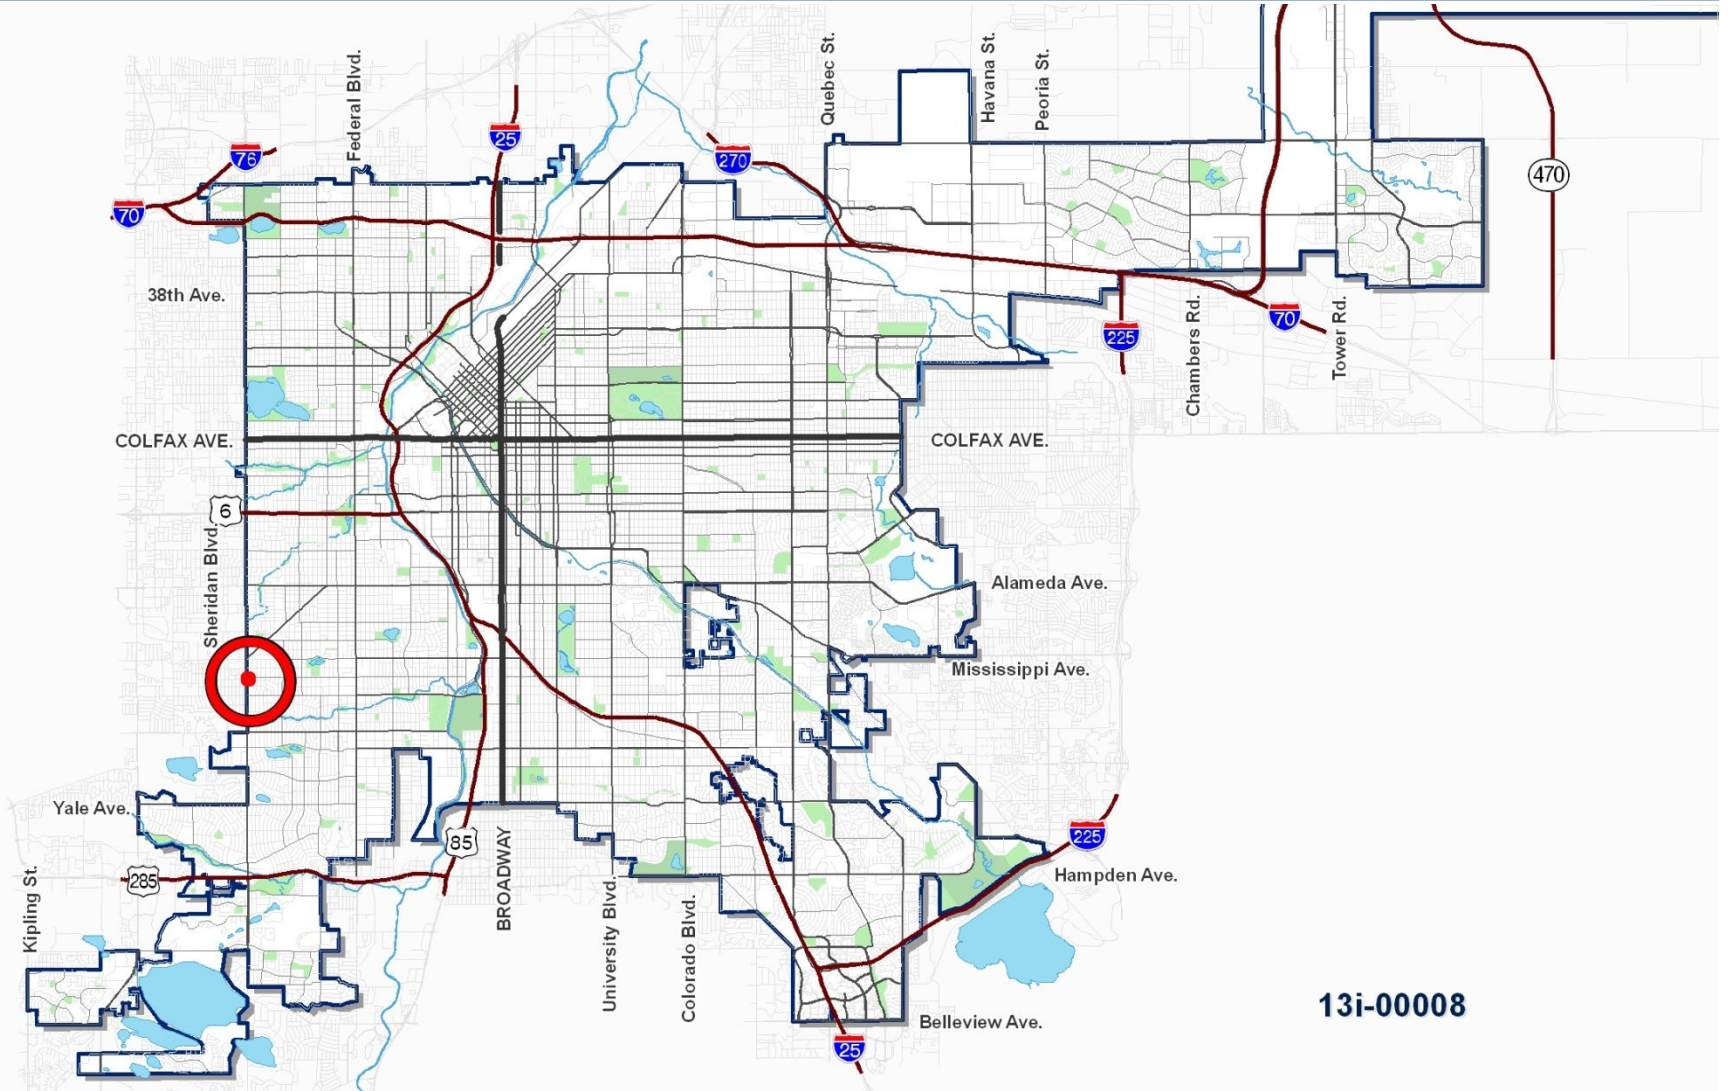 Federal Blvd.
Quebec St.
Havana St.
Peoria St.
25
76
270
70
470
38th Ave.
225
Chambers Rd.
70
Tower Rd.
COLFAX AVE.
COLFAX AVE.
6
Sheridan Blvd.
Alameda Ave.
Mississippi Ave.
Yale Ave.
85
225
285
Hampden Ave.
Kipling St.
BROADWAY
University Blvd.
Colorado Blvd.
13i-00008
Belleview Ave.
25